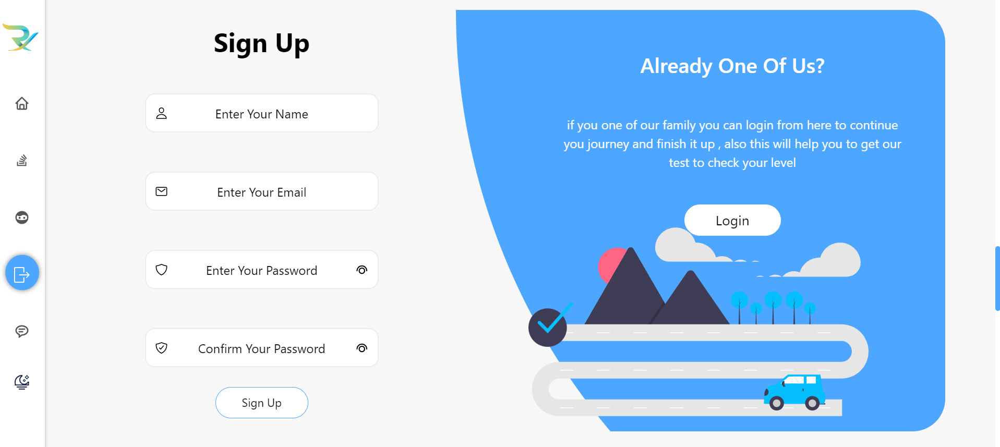 Sign Up
Enter Your Name
Enter Your Email
Enter Your Password
Confirm Your Password
Sign Up
Already One Of Us?
if you one of our family you can login from here to continue
you journey and finish it up , also this will help you to get our
test to check your level
Login